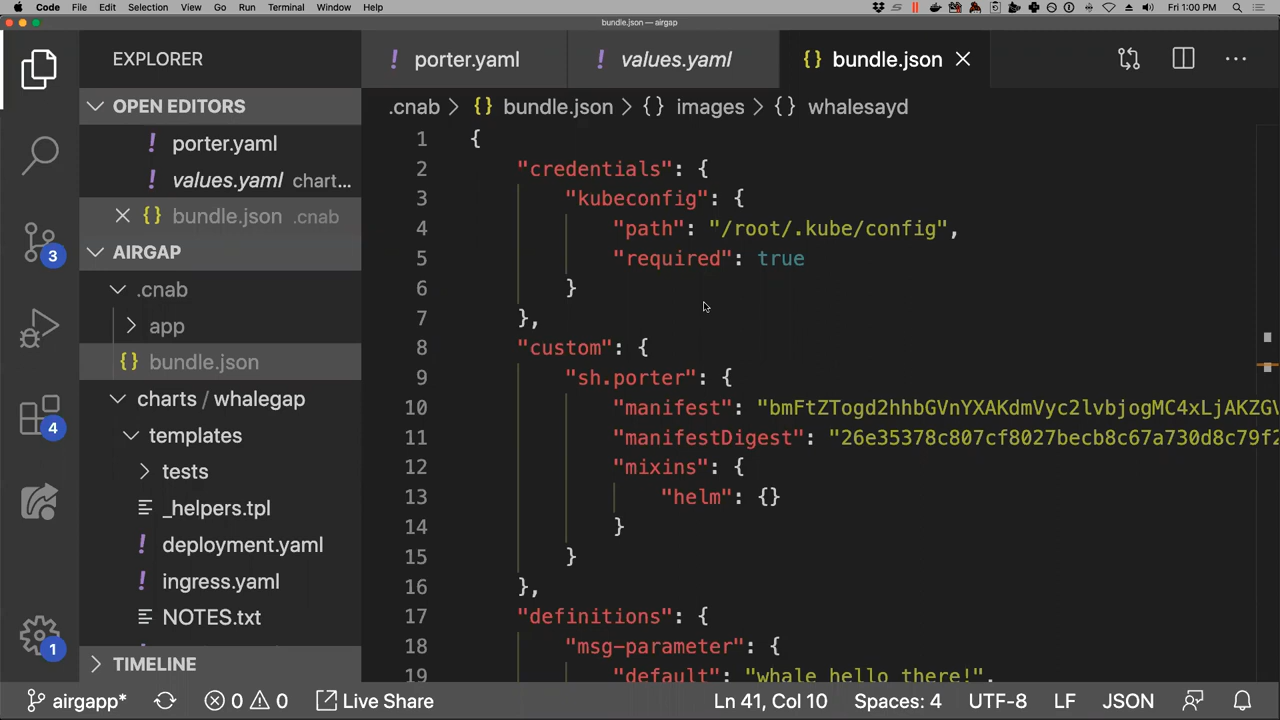 Code File Edit Selection View Go Run Terminal Window Help Fri 1:00 PM
bundle.json — airgap
EXPLORER
OPEN EDITORS
! porter.yaml
! values.yaml chart...
{} bundle.json .cnab
AIRGAP
.cnab
app
{} bundle.json
charts / whalegap
templates
tests
_helpers.tpl
! deployment.yaml
! ingress.yaml
NOTES.txt
TIMELINE
3
4
1
! porter.yaml
! values.yaml
{} bundle.json
.cnab > {} bundle.json > {} images > {} whalesayd
1 {
2 "credentials": {
3 "kubeconfig": {
4 "path": "/root/.kube/config",
5 "required": true
6 }
7 },
8 "custom": {
9 "sh.porter": {
10 "manifest": "bmFtZTogd2hhbGVnYXAKdmVyc2lvbjogMC4xLjAKZGV
11 "manifestDigest": "26e35378c807cf8027becb8c67a730d8c79f2
12 "mixins": {
13 "helm": {}
14 }
15 }
16 },
17 "definitions": {
18 "msg-parameter": {
19 "default": "whale hello there!",
airgapp* 0 0 Live Share Ln 41, Col 10 Spaces: 4 UTF-8 LF JSON